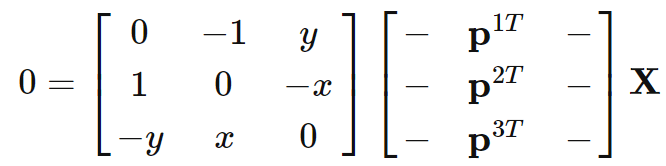 0 = [ 0 −1 y ; 1 0 −x ; −y x 0 ] [ − p^{1T} − ; − p^{2T} − ; − p^{3T} − ] X